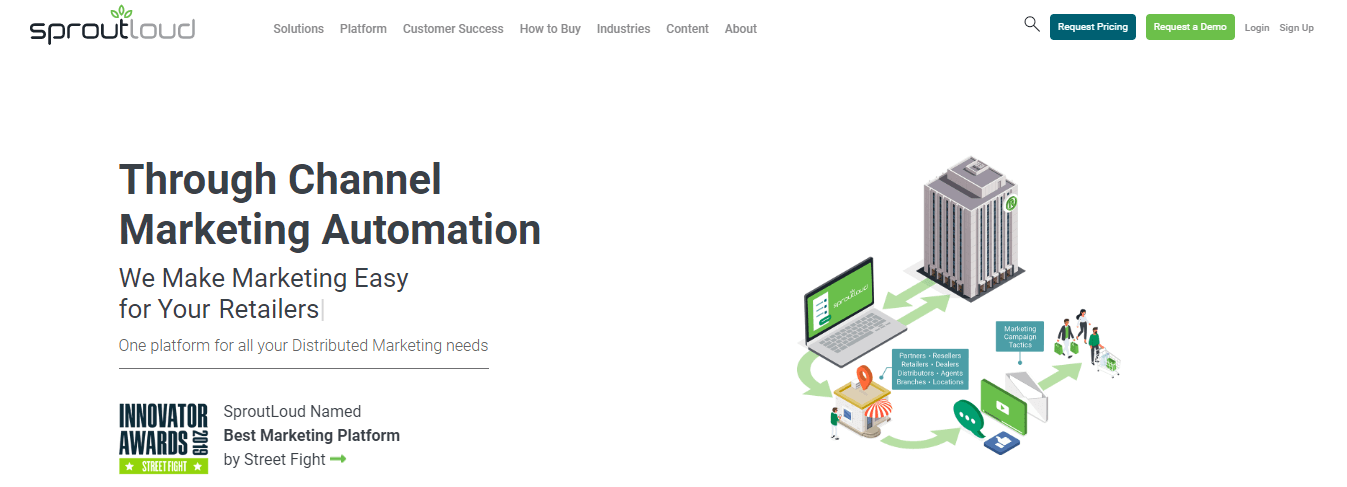 sproutloud
Solutions Platform Customer Success How to Buy Industries Content About
Request Pricing Request a Demo Login Sign Up
Through Channel
Marketing Automation
We Make Marketing Easy
for Your Retailers
One platform for all your Distributed Marketing needs
INNOVATOR
AWARDS 2019
STREET FIGHT
SproutLoud Named
Best Marketing Platform
by Street Fight
sproutloud
Marketing
Campaign
Tactics
Partners • Resellers
Retailers • Dealers
Distributors • Agents
Branches • Locations